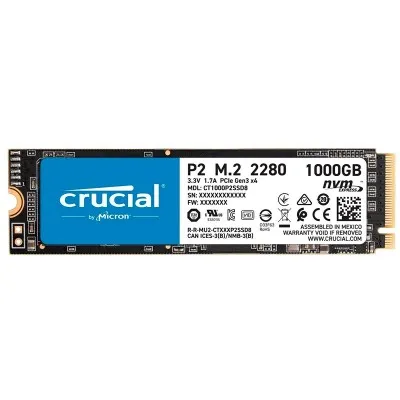 crucial
by Micron
P2 M.2 2280
1000GB
3.3V 1.7A PCIe Gen3 x4
MDL: CT1000P2SSD8
SN: XXXXXXXXXXXX
FW: XXXXXXX
nvm
EXPRESS
R-R-MU2-CTXXXP2SSD8
CAN ICES-3(B)/NMB-3(B)
ASSEMBLED IN MEXICO
WARRANTY VOID IF REMOVED
CRUCIAL.COM